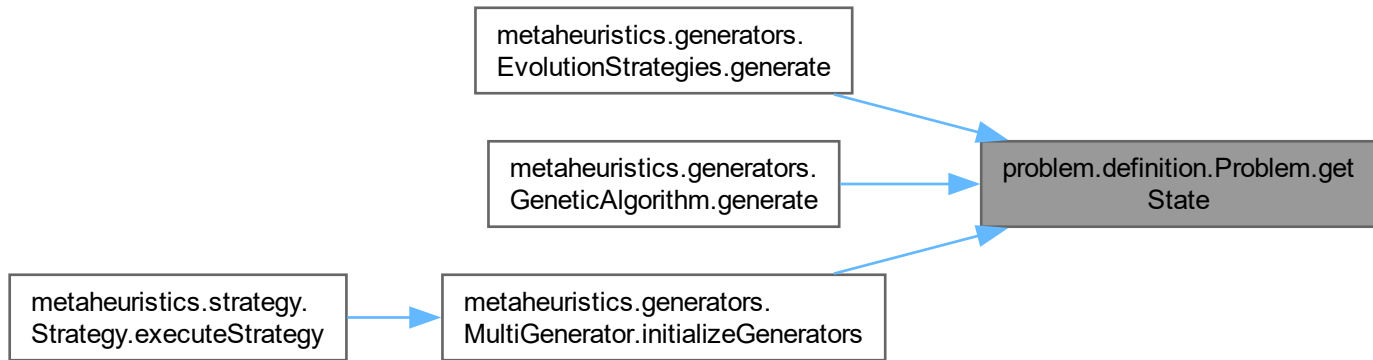 metaheuristics.generators.
EvolutionStrategies.generate
metaheuristics.generators.
GeneticAlgorithm.generate
problem.definition.Problem.get
State
metaheuristics.strategy.
Strategy.executeStrategy
metaheuristics.generators.
MultiGenerator.initializeGenerators